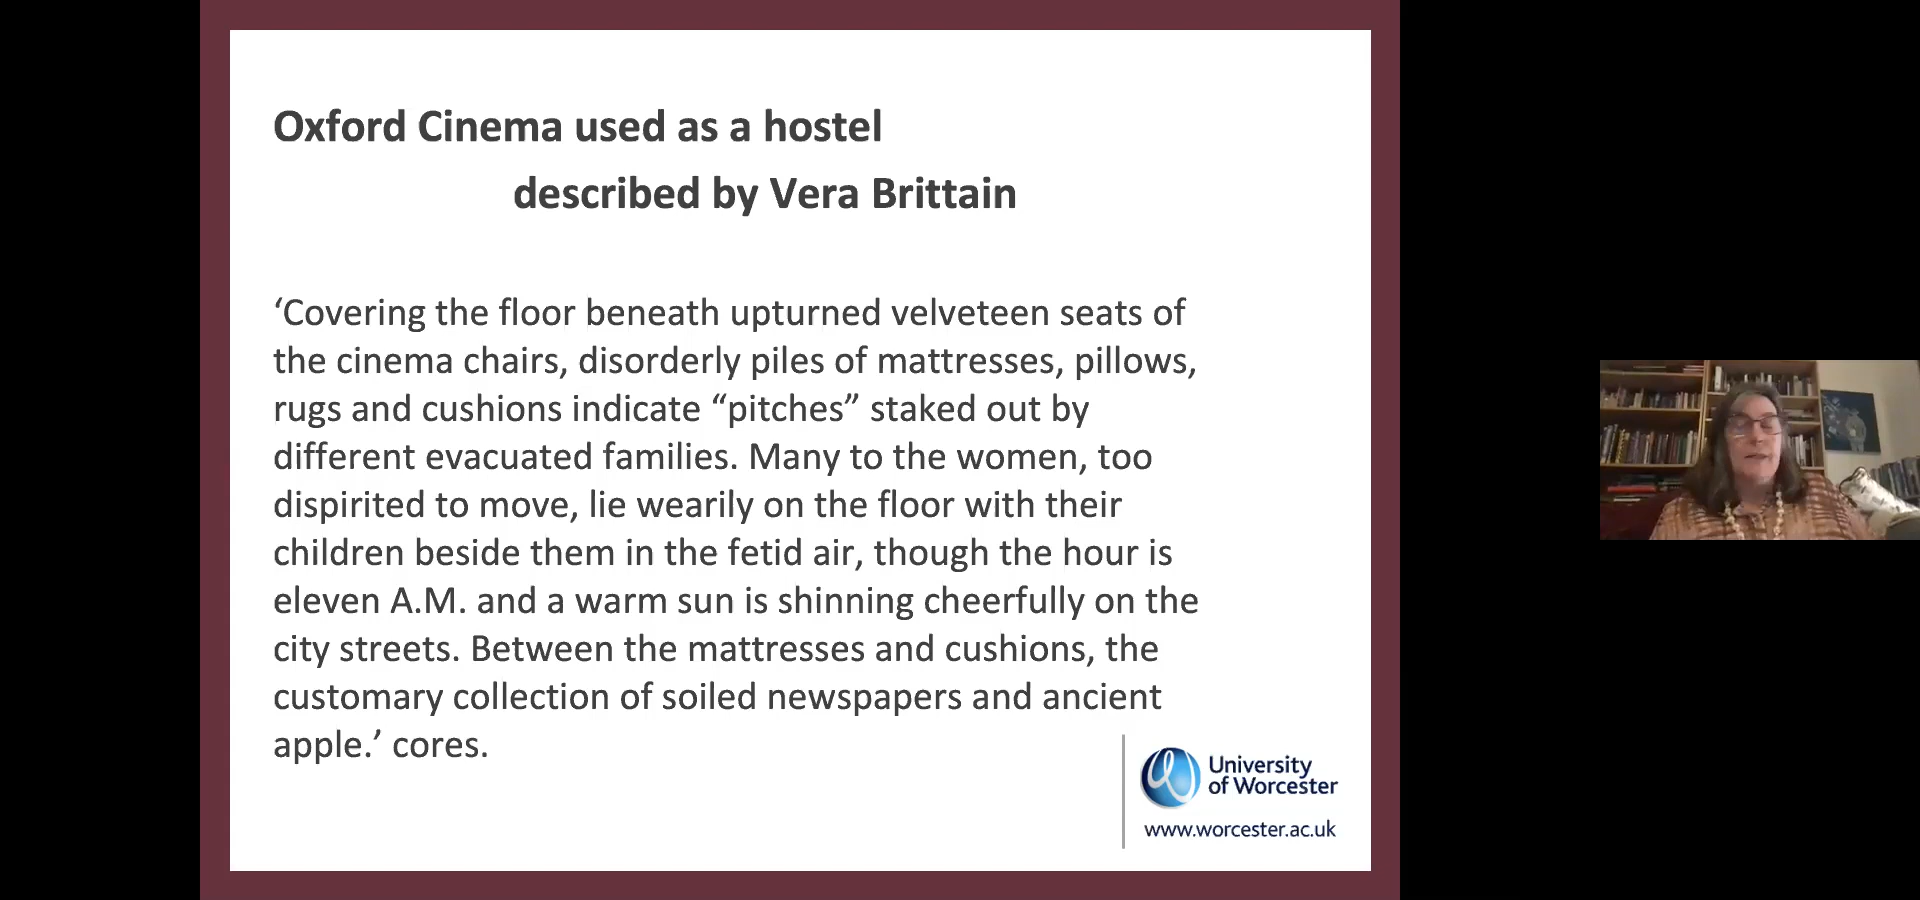 Oxford Cinema used as a hostel
described by Vera Brittain
‘Covering the floor beneath upturned velveteen seats of
the cinema chairs, disorderly piles of mattresses, pillows,
rugs and cushions indicate “pitches” staked out by
different evacuated families. Many to the women, too
dispirited to move, lie wearily on the floor with their
children beside them in the fetid air, though the hour is
eleven A.M. and a warm sun is shinning cheerfully on the
city streets. Between the mattresses and cushions, the
customary collection of soiled newspapers and ancient
apple.’ cores.
University
of Worcester
www.worcester.ac.uk